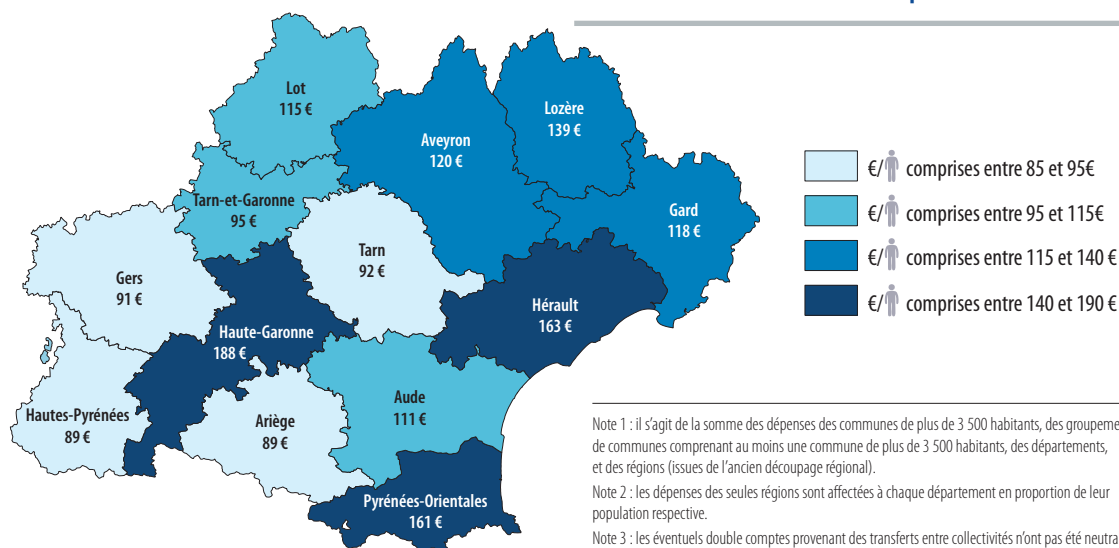 Lot
115 €
Lozère
139 €
Aveyron
120 €
Tarn-et-Garonne
95 €
Gard
118 €
Tarn
92 €
Gers
91 €
Hérault
163 €
Haute-Garonne
188 €
Aude
111 €
Hautes-Pyrénées
89 €
Ariège
89 €
Pyrénées-Orientales
161 €
€/ comprises entre 85 et 95€
€/ comprises entre 95 et 115€
€/ comprises entre 115 et 140 €
€/ comprises entre 140 et 190 €
Note 1 : il s’agit de la somme des dépenses des communes de plus de 3 500 habitants, des groupeme
de communes comprenant au moins une commune de plus de 3 500 habitants, des départements,
et des régions (issues de l’ancien découpage régional).
Note 2 : les dépenses des seules régions sont affectées à chaque département en proportion de leur
population respective.
Note 3 : les éventuels double comptes provenant des transferts entre collectivités n’ont pas été neutra